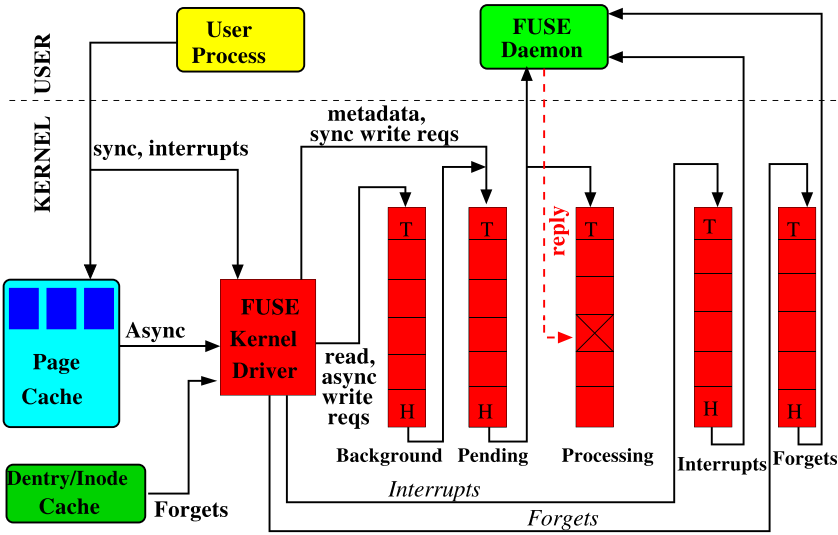 USER
User
Process
FUSE
Daemon
KERNEL
metadata,
sync write reqs
sync, interrupts
reply
T
T
T
T
T
FUSE
Kernel
Driver
Async
Page
Cache
read,
async
write
reqs
H
H
H
H
Background
Pending
Processing
Interrupts
Forgets
Dentry/Inode
Cache
Forgets
Interrupts
Forgets